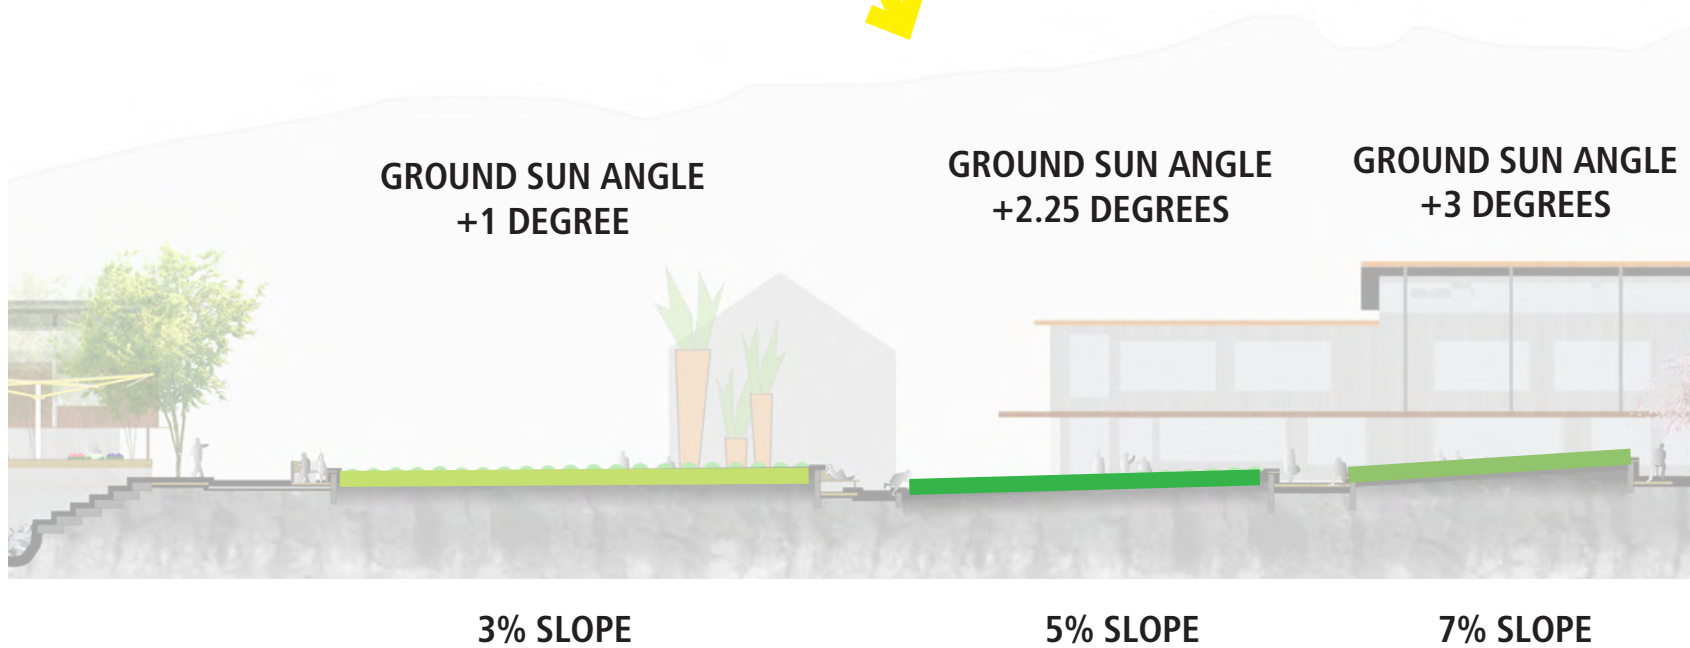 GROUND SUN ANGLE
+1 DEGREE
GROUND SUN ANGLE
+2.25 DEGREES
GROUND SUN ANGLE
+3 DEGREES
3% SLOPE
5% SLOPE
7% SLOPE